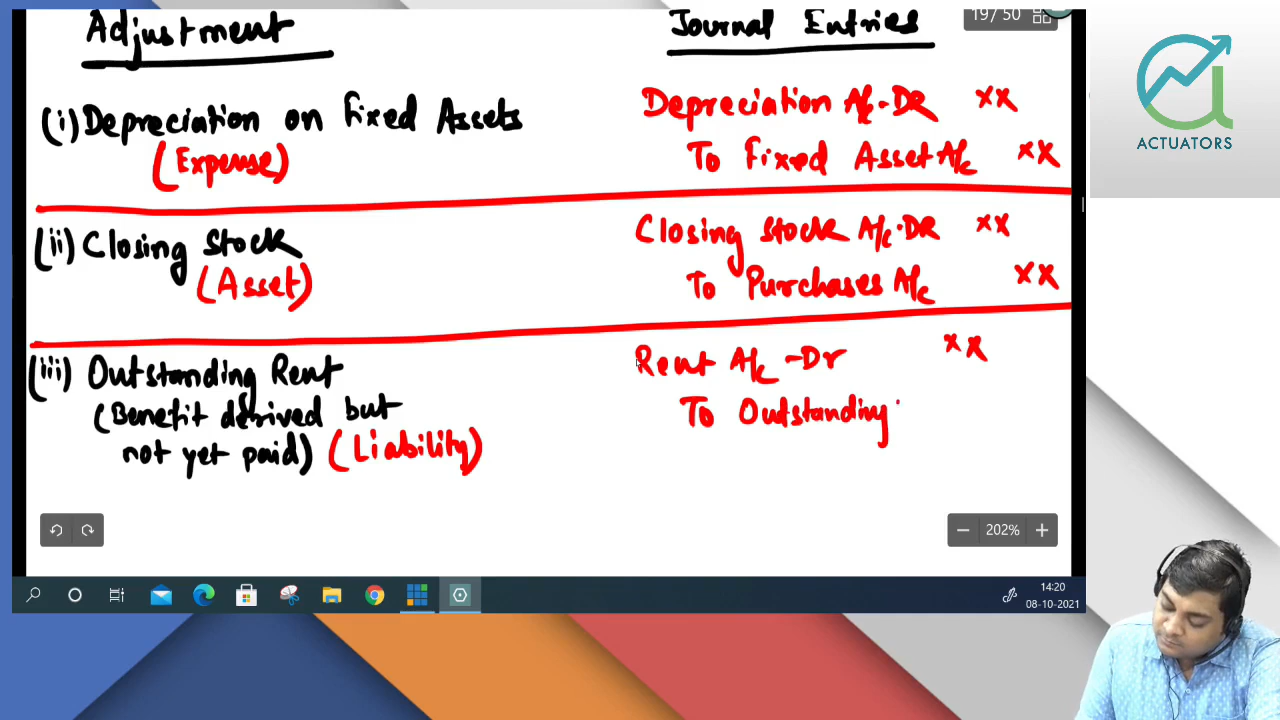 Adjustment
Journal Entries
19 / 50
ACTUATORS
(i) Depreciation on Fixed Assets
(Expense)
Depreciation A/c - DR xx
To Fixed Asset A/c xx
(ii) Closing Stock
(Asset)
Closing Stock A/c - DR xx
To Purchases A/c xx
(iii) Outstanding Rent
(Benefit derived but
not yet paid) (Liability)
Rent A/c - Dr xx
To Outstanding
202%
14:20
08-10-2021